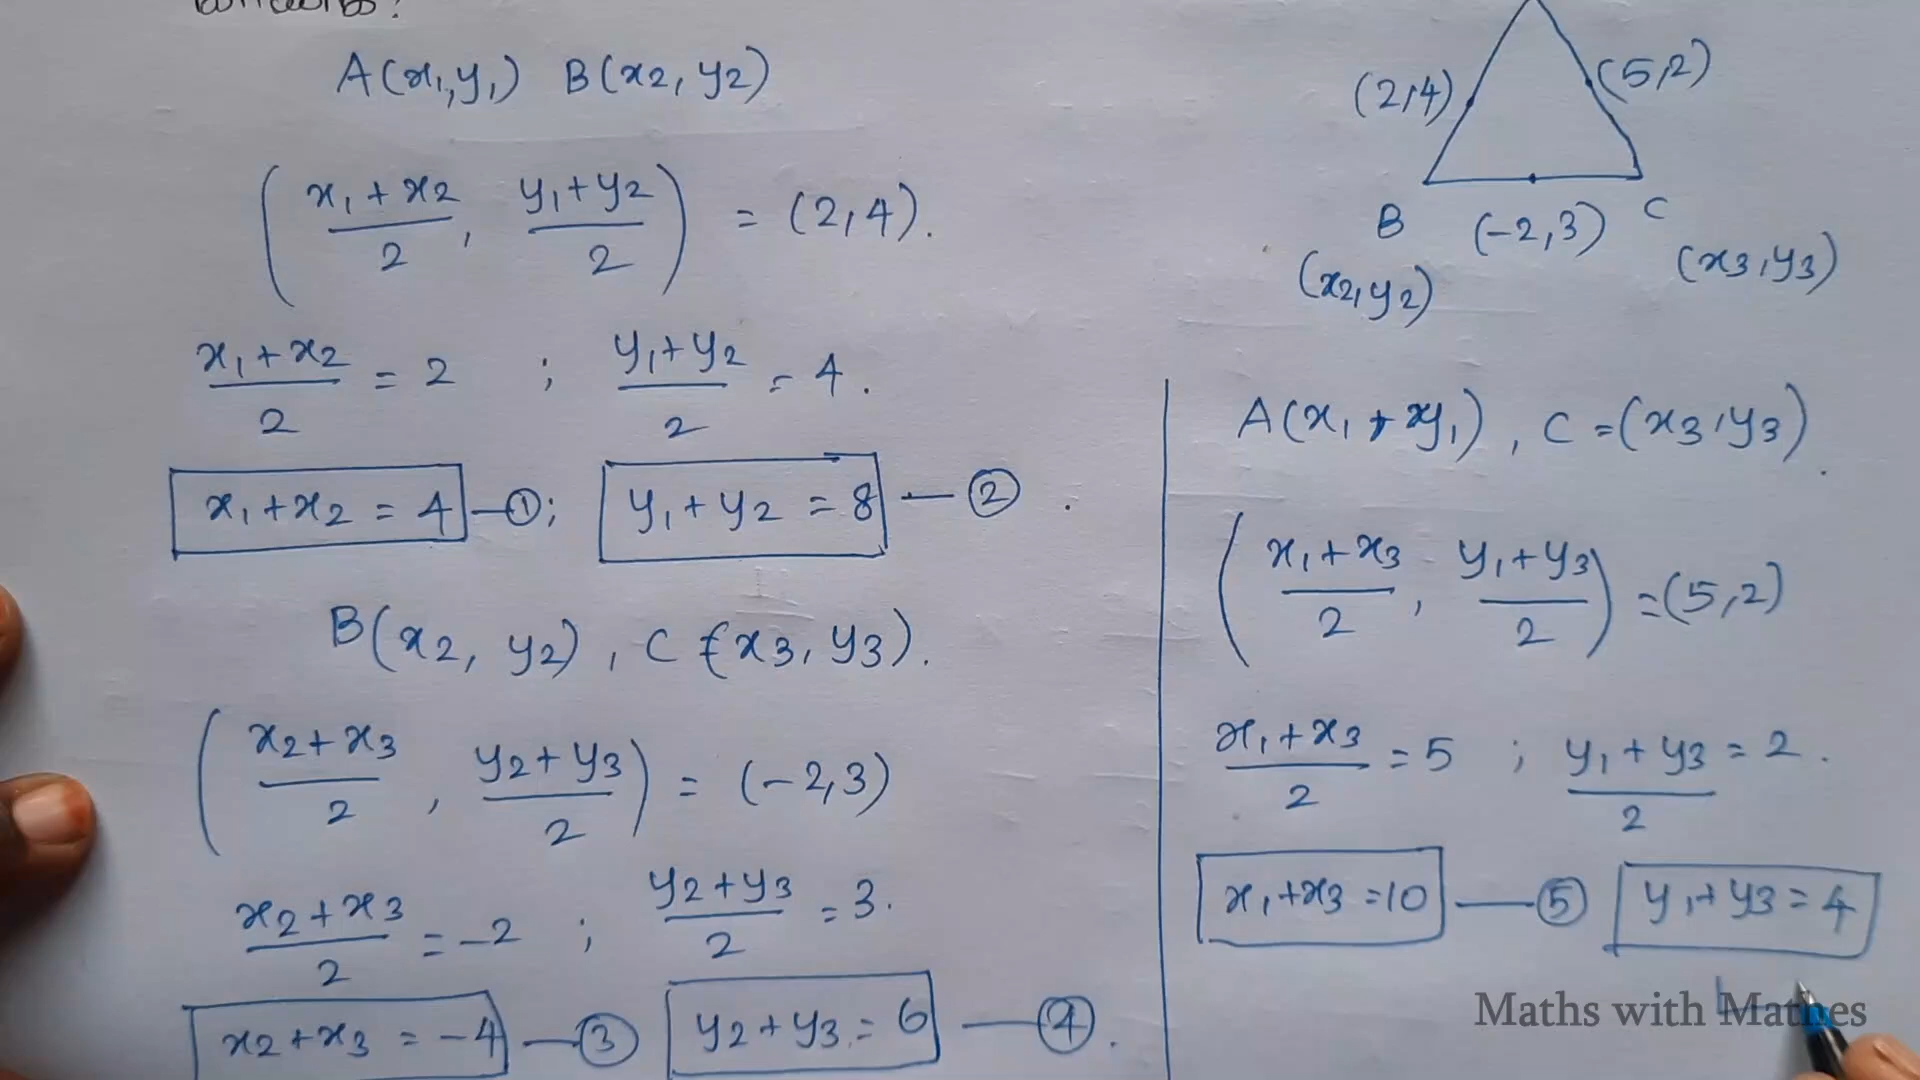 A(x₁,y₁) B(x2, y2)
(x₁+x2/2, y₁+y2/2) = (2,4).
x₁+x2/2 = 2 ; y₁+y2/2 = 4.
x₁+x2 = 4 —①; y₁+y2 = 8 — ②
B(x2, y2), C(x3, y3).
(x2+x3/2, y2+y3/2) = (-2,3)
x2+x3/2 = -2 ; y2+y3/2 = 3.
x2+x3 = -4 —③ y2+y3 = 6 —④.
(2,4) (5,2)
B (-2,3) C
(x2,y2) (x3,y3)
A(x₁, y₁), C=(x3,y3).
(x₁+x3/2, y₁+y3/2) =(5,2)
x₁+x3/2 = 5 ; y₁+y3/2 = 2.
x₁+x3 =10 —⑤ y₁+y3 = 4
Maths with Mathes